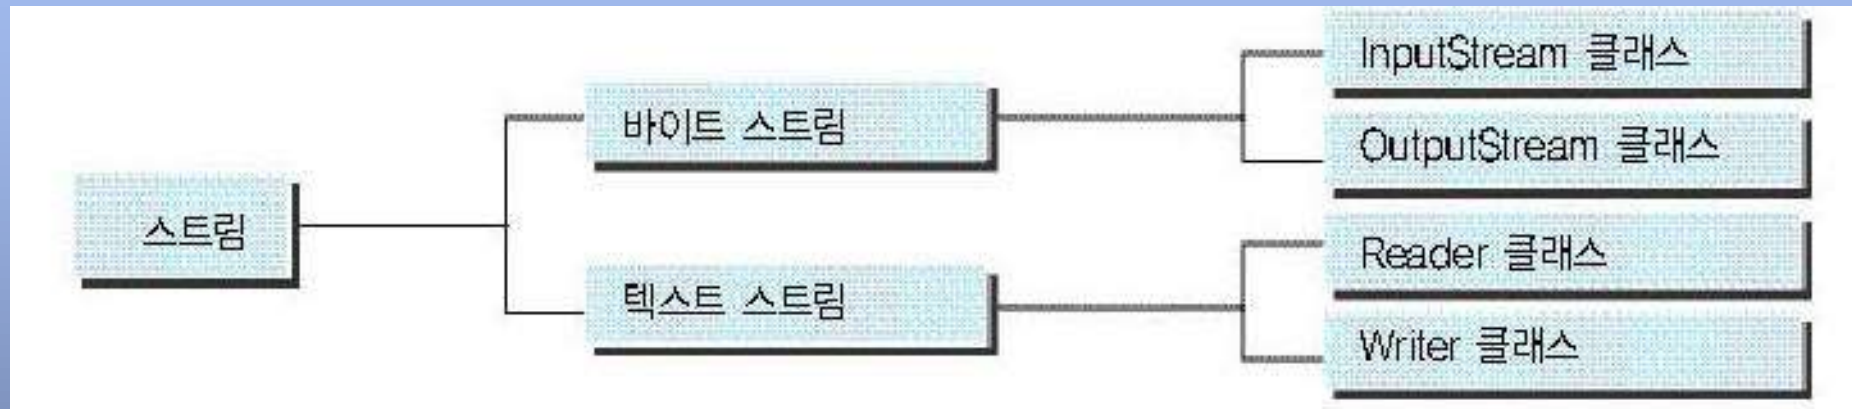 스트림
바이트 스트림
텍스트 스트림
InputStream 클래스
OutputStream 클래스
Reader 클래스
Writer 클래스